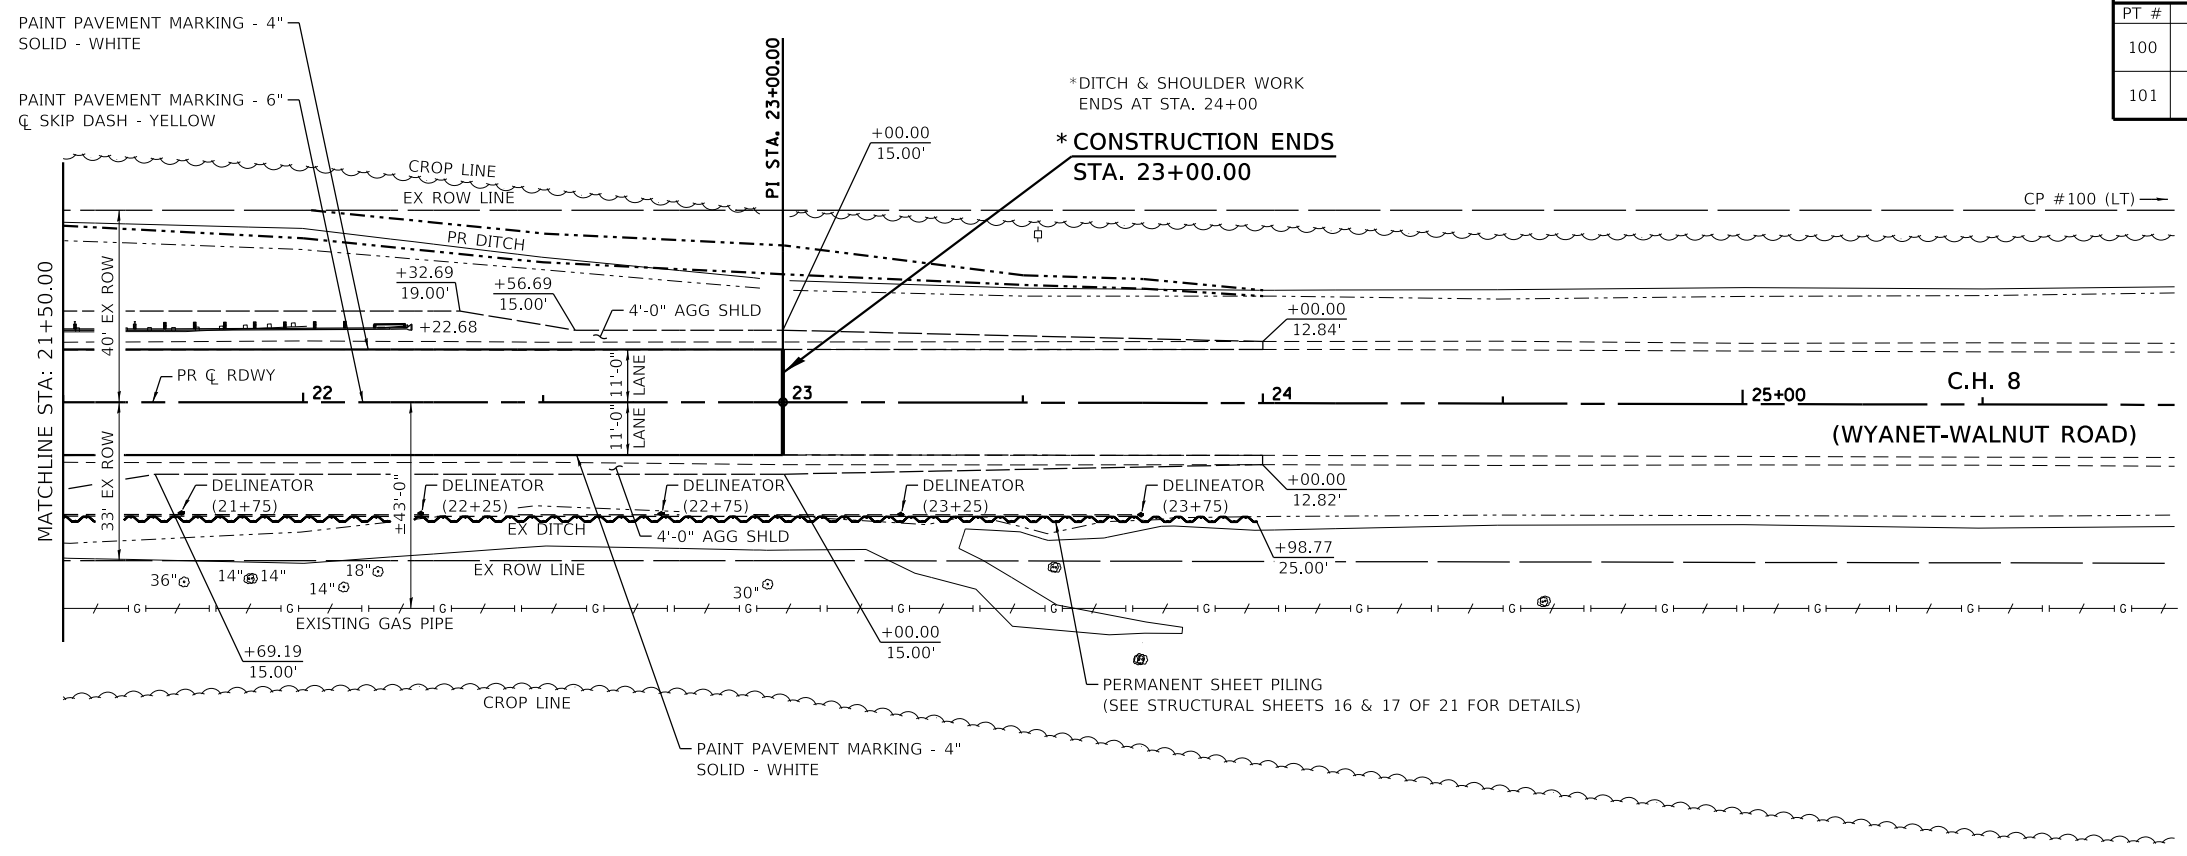 PAINT PAVEMENT MARKING - 4"
SOLID - WHITE
PAINT PAVEMENT MARKING - 6"
℄ SKIP DASH - YELLOW
PT #
100
101
PI STA. 23+00.00
*DITCH & SHOULDER WORK
ENDS AT STA. 24+00
* CONSTRUCTION ENDS
STA. 23+00.00
+00.00
15.00'
CROP LINE
EX ROW LINE
CP #100 (LT)
PR DITCH
+32.69
19.00'
+56.69
15.00'
4'-0" AGG SHLD
+22.68
+00.00
12.84'
MATCHLINE STA: 21+50.00
40' EX ROW
PR ℄ RDWY
11'-0" LANE
11'-0" LANE
22
23
24
25+00
C.H. 8
(WYANET-WALNUT ROAD)
33' EX ROW
±43'-0"
DELINEATOR
(21+75)
DELINEATOR
(22+25)
DELINEATOR
(22+75)
DELINEATOR
(23+25)
DELINEATOR
(23+75)
+00.00
12.82'
EX DITCH
4'-0" AGG SHLD
+98.77
25.00'
EX ROW LINE
36"
14"
14"
14"
18"
30"
G G G G G G G G G G G G G G
EXISTING GAS PIPE
+69.19
15.00'
+00.00
15.00'
PERMANENT SHEET PILING
(SEE STRUCTURAL SHEETS 16 & 17 OF 21 FOR DETAILS)
CROP LINE
PAINT PAVEMENT MARKING - 4"
SOLID - WHITE